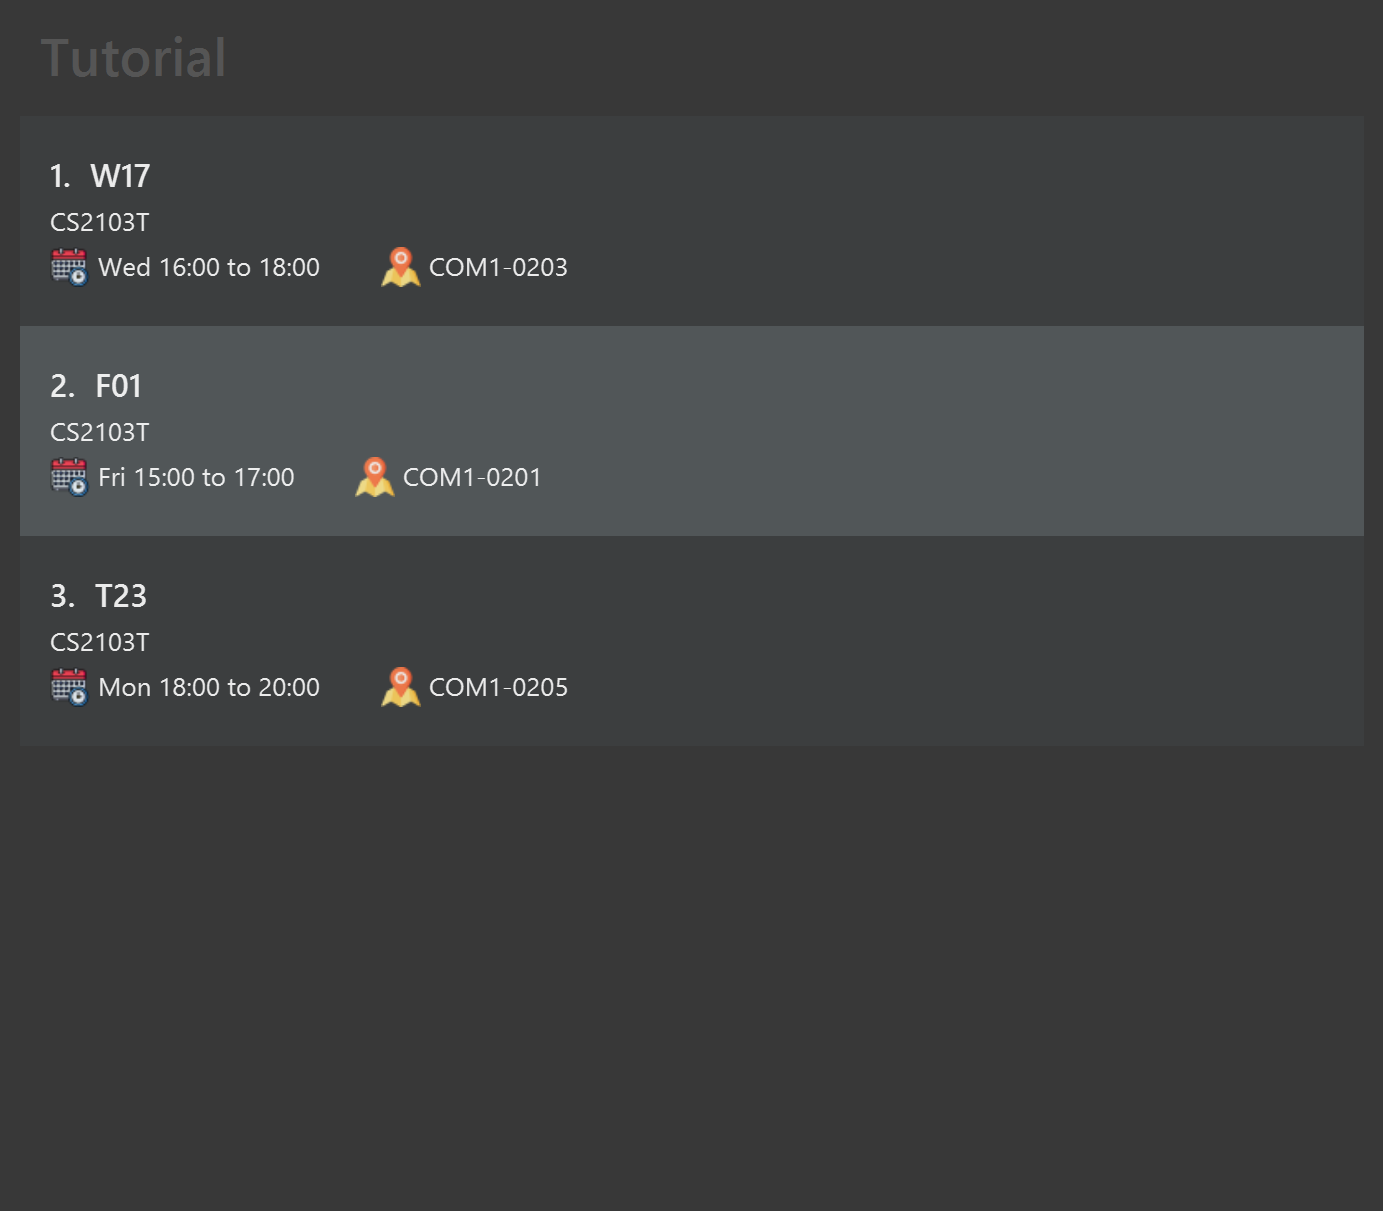 Tutorial
1. W17
CS2103T
Wed 16:00 to 18:00 COM1-0203
2. F01
CS2103T
Fri 15:00 to 17:00 COM1-0201
3. T23
CS2103T
Mon 18:00 to 20:00 COM1-0205